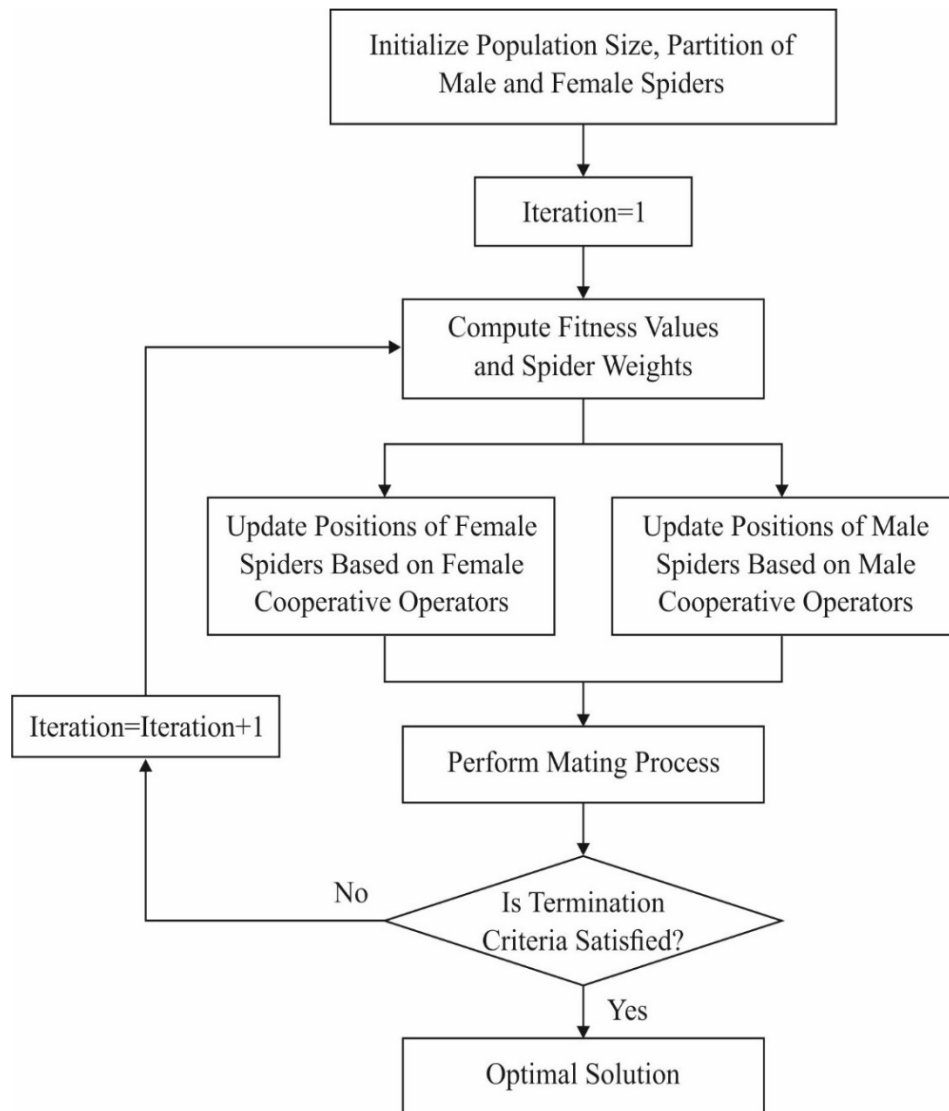 Initialize Population Size, Partition of
Male and Female Spiders
Iteration=1
Compute Fitness Values
and Spider Weights
Update Positions of Female
Spiders Based on Female
Cooperative Operators
Update Positions of Male
Spiders Based on Male
Cooperative Operators
Iteration=Iteration+1
Perform Mating Process
No
Is Termination
Criteria Satisfied?
Yes
Optimal Solution